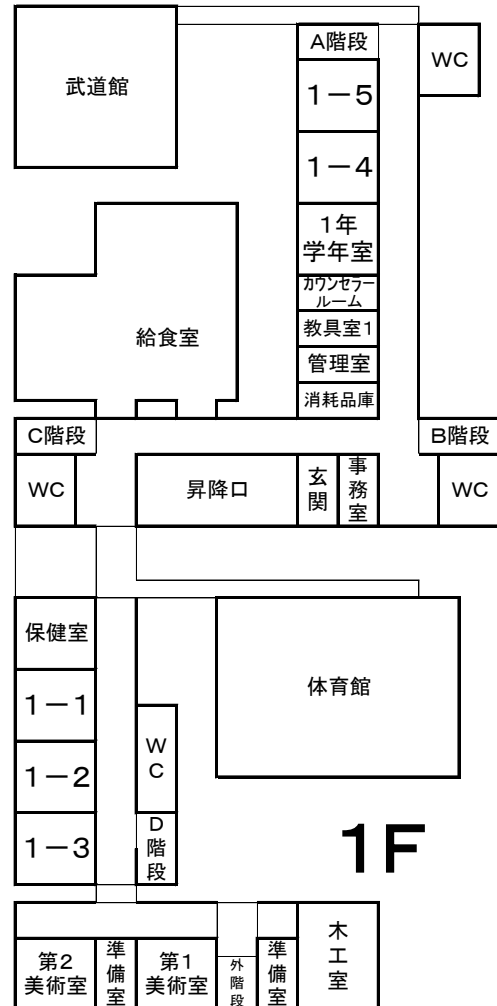 A階段
武道館
WC
1－5
1－4
1年
学年室
カウンセラー
ルーム
教具室1
給食室
管理室
消耗品庫
C階段
B階段
WC
昇降口
玄関
事務室
WC
保健室
1－1
体育館
WC
1－2
D階段
1－3
1F
第2
美術室
準備室
第1
美術室
外階段
準備室
木工室